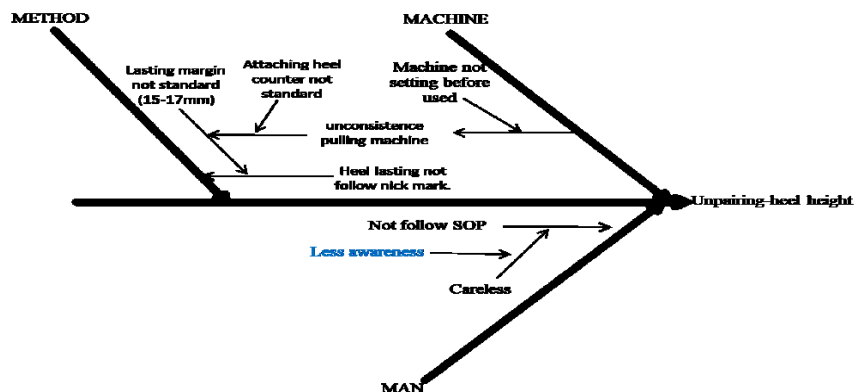 METHOD
MACHINE
Lasting margin
not standard
(15-17mm)
Attaching heel
counter not
standard
Machine not
setting before
used
unconsistence
pulling machine
Heel lasting not
follow nick mark.
Unpairing-heel height
Not follow SOP
Less awareness
Careless
MAN